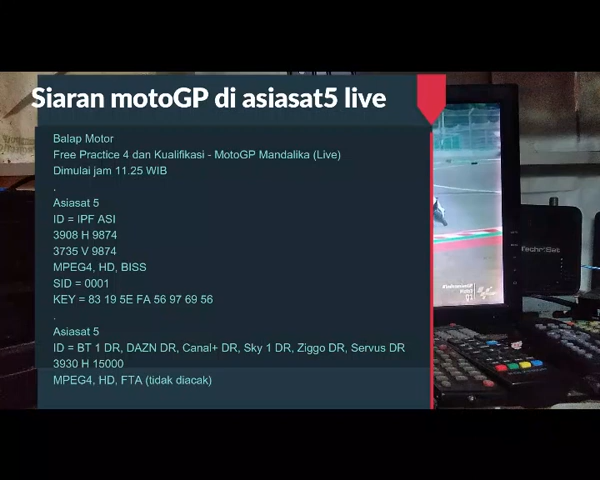 Siaran motoGP di asiasat5 live
Balap Motor
Free Practice 4 dan Kualifikasi - MotoGP Mandalika (Live)
Dimulai jam 11.25 WIB
.
Asiasat 5
ID = IPF ASI
3908 H 9874
3735 V 9874
MPEG4, HD, BISS
SID = 0001
KEY = 83 19 5E FA 56 97 69 56
.
Asiasat 5
ID = BT 1 DR, DAZN DR, Canal+ DR, Sky 1 DR, Ziggo DR, Servus DR
3930 H 15000
MPEG4, HD, FTA (tidak diacak)